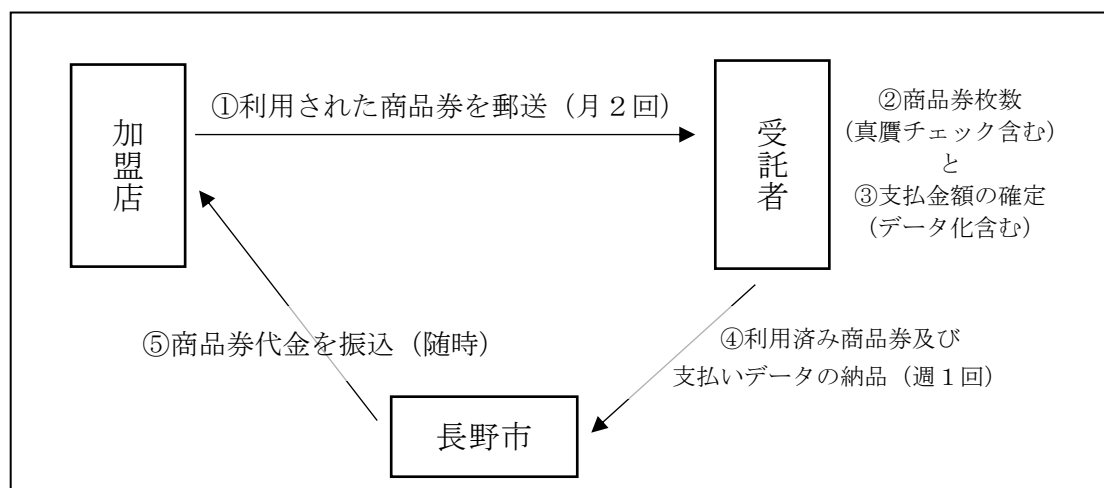 ①利用された商品券を郵送（月２回）
加盟店
受託者
②商品券枚数
（真贋チェック含む）
と
③支払金額の確定
（データ化含む）
⑤商品券代金を振込（随時）
④利用済み商品券及び
支払いデータの納品（週１回）
長野市